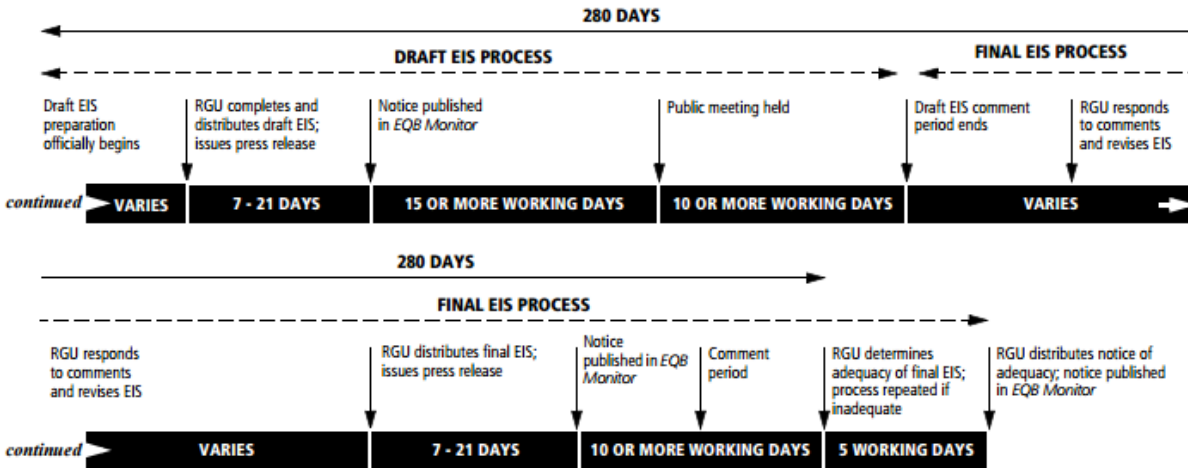 280 DAYS
DRAFT EIS PROCESS
FINAL EIS PROCESS
Draft EIS
preparation
officially begins
RGU completes and
distributes draft EIS;
issues press release
Notice published
in EQB Monitor
Public meeting held
Draft EIS comment
period ends
RGU responds
to comments
and revises EIS
continued
VARIES
7 - 21 DAYS
15 OR MORE WORKING DAYS
10 OR MORE WORKING DAYS
VARIES
280 DAYS
FINAL EIS PROCESS
RGU responds
to comments
and revises EIS
RGU distributes final EIS;
issues press release
Notice
published in EQB
Monitor
Comment
period
RGU determines
adequacy of final EIS;
process repeated if
inadequate
RGU distributes notice of
adequacy; notice published
in EQB Monitor
continued
VARIES
7 - 21 DAYS
10 OR MORE WORKING DAYS
5 WORKING DAYS